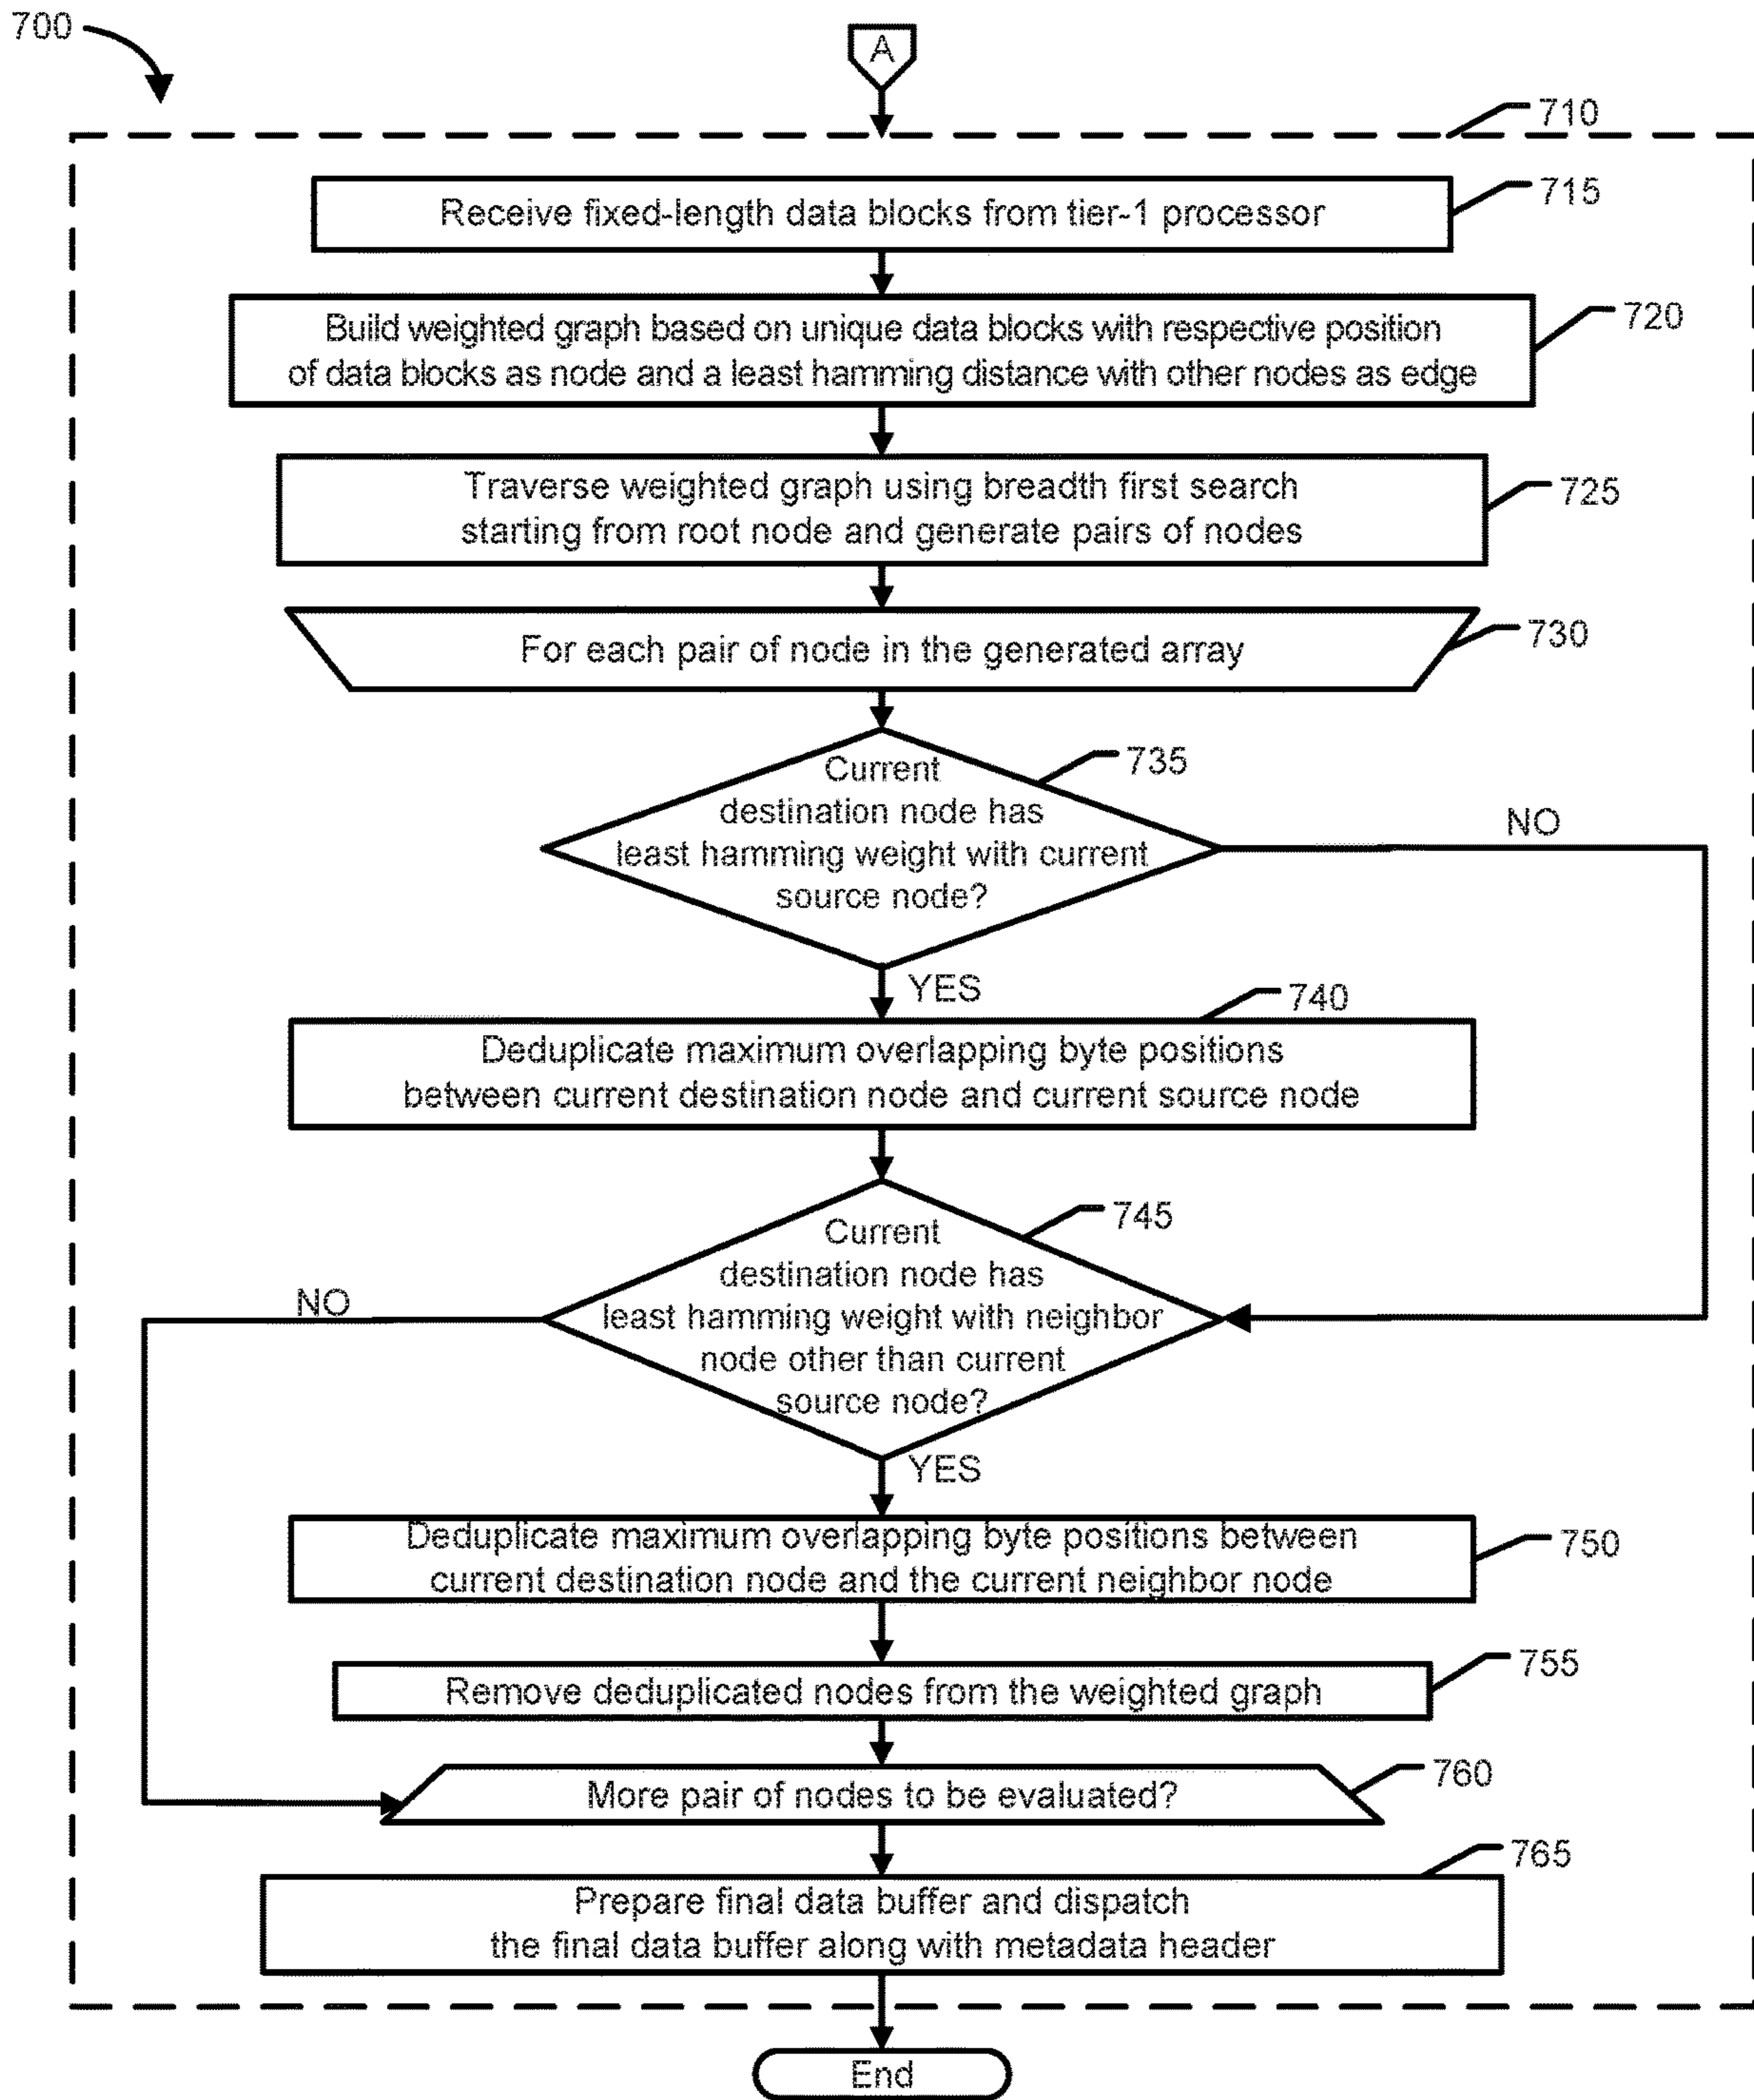 700
A
710
Receive fixed-length data blocks from tier-1 processor
715
Build weighted graph based on unique data blocks with respective position
of data blocks as node and a least hamming distance with other nodes as edge
720
Traverse weighted graph using breadth first search
starting from root node and generate pairs of nodes
725
For each pair of node in the generated array
730
735
Current
destination node has
least hamming weight with current
source node?
NO
YES
740
Deduplicate maximum overlapping byte positions
between current destination node and current source node
745
Current
destination node has
least hamming weight with neighbor
node other than current
source node?
NO
YES
Deduplicate maximum overlapping byte positions between
current destination node and the current neighbor node
750
Remove deduplicated nodes from the weighted graph
755
More pair of nodes to be evaluated?
760
765
Prepare final data buffer and dispatch
the final data buffer along with metadata header
End